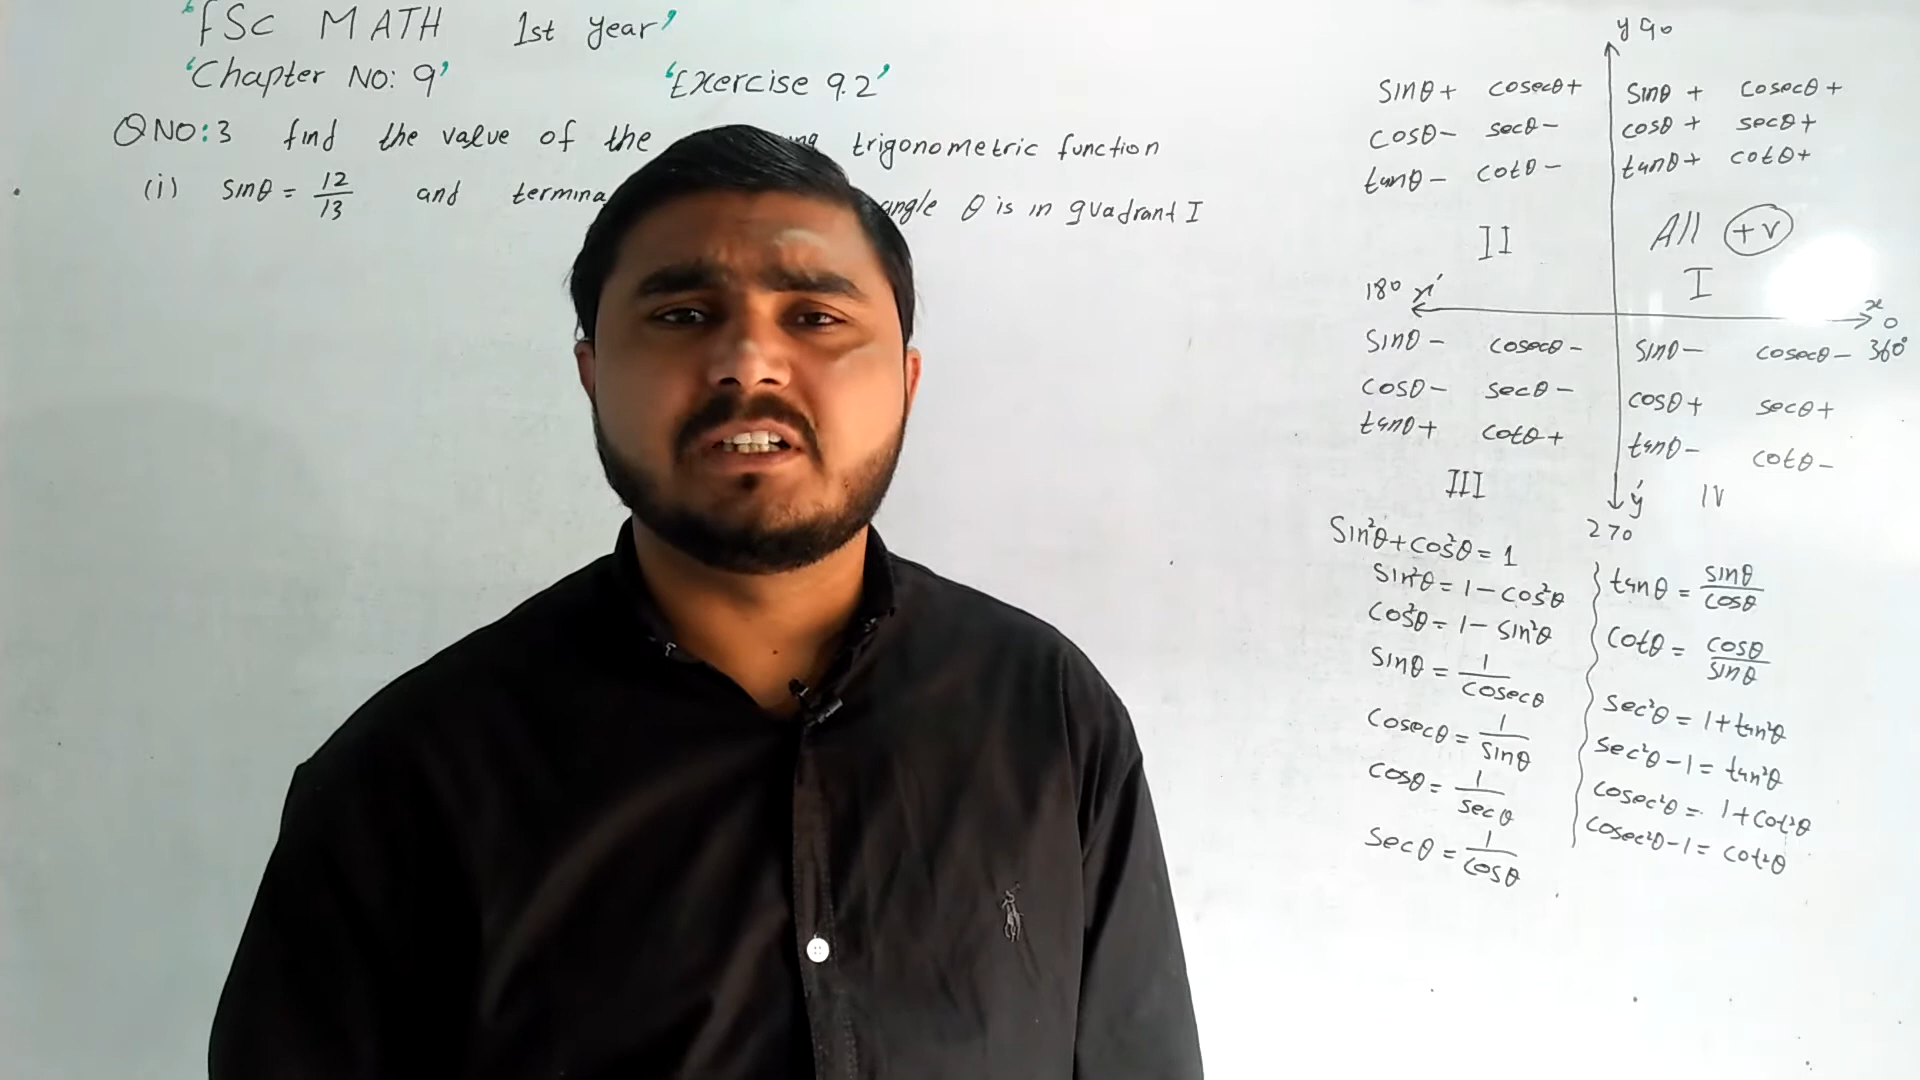 'FSC MATH 1st year'
'Chapter NO: 9' 'Exercise 9.2'
QNO:3 find the value of the trigonometric function
(i) sinθ = 12/13 and angle θ is in quadrant I
y 90
sinθ + cosecθ +
cosθ - secθ -
tanθ - cotθ -
II
sinθ + cosecθ +
cosθ + secθ +
tanθ + cotθ +
All +v
I
180 x'
x 0
360°
sinθ - cosecθ -
cosθ - secθ -
tanθ + cotθ +
III
sinθ - cosecθ -
cosθ + secθ +
tanθ - cotθ -
IV
y'
270
Sin²θ + cos²θ = 1
Sin²θ = 1 - cos²θ
cos²θ = 1 - sin²θ
sinθ = 1/cosecθ
cosecθ = 1/sinθ
cosθ = 1/secθ
secθ = 1/cosθ
tanθ = sinθ/cosθ
cotθ = cosθ/sinθ
sec²θ = 1 + tan²θ
sec²θ - 1 = tan²θ
cosec²θ = 1 + cot²θ
cosec²θ - 1 = cot²θ